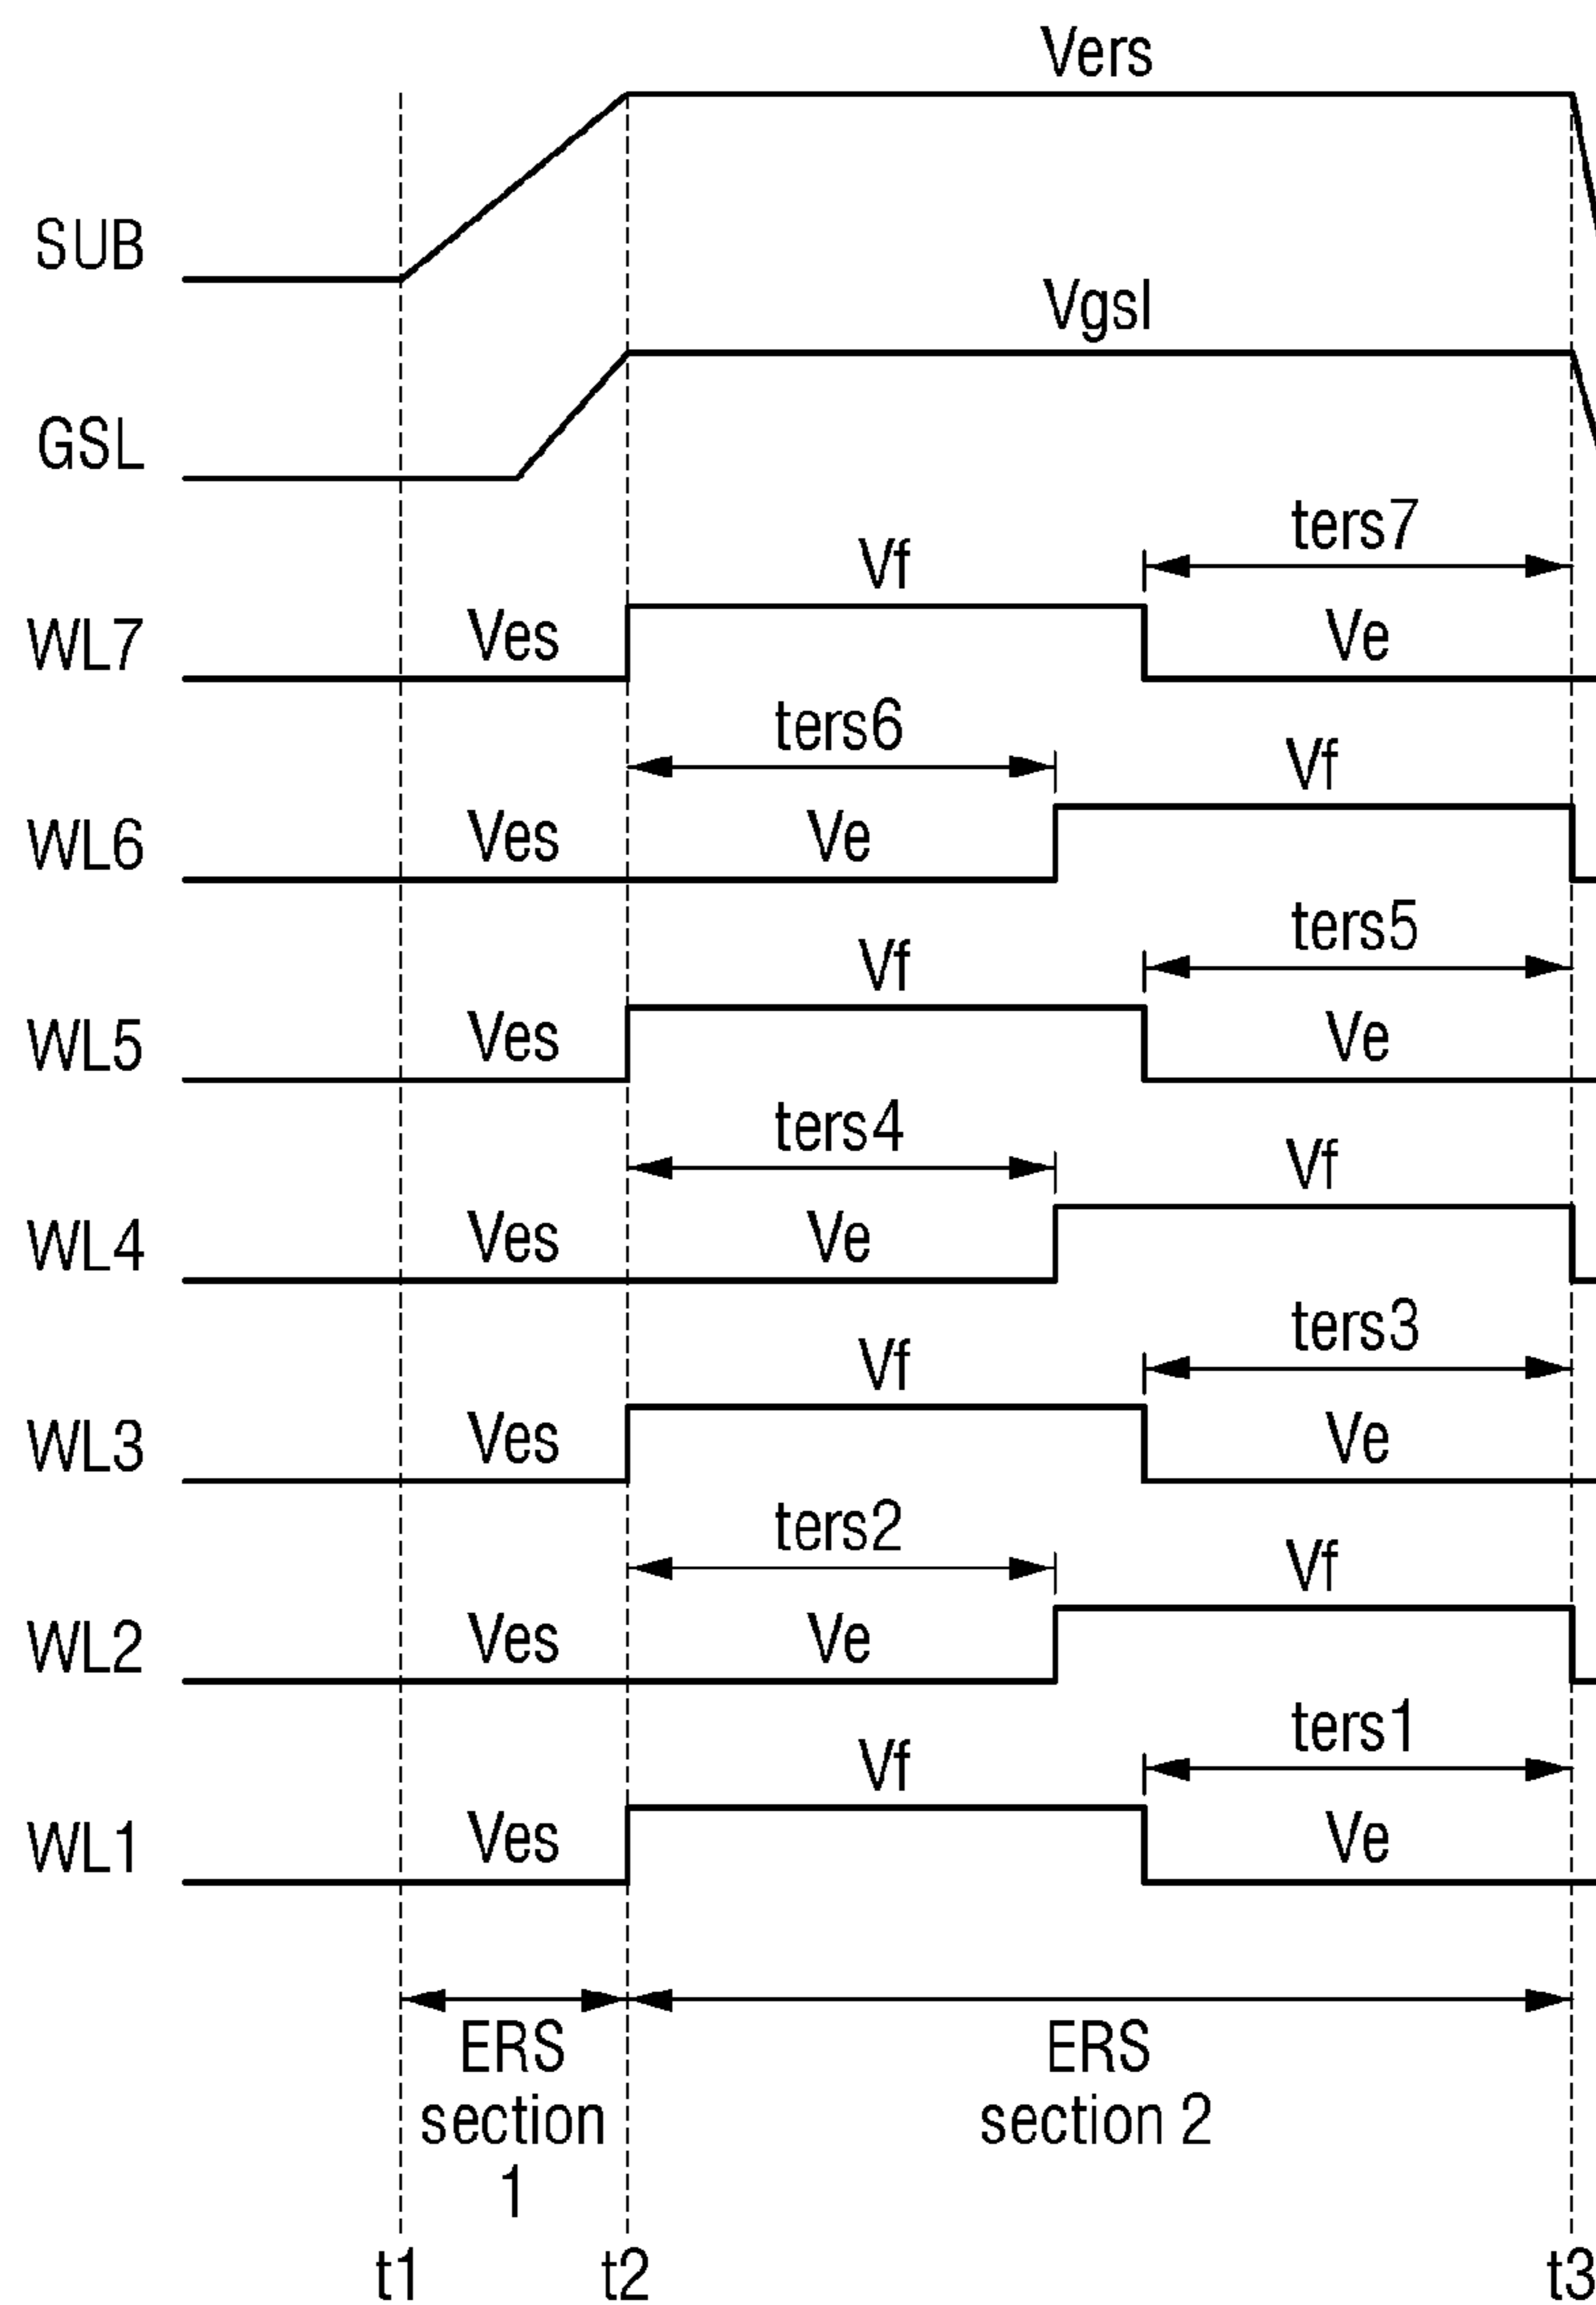 Vers
SUB
Vgsl
GSL
ters7
Vf
WL7 Ves Ve
ters6
Vf
WL6 Ves Ve
ters5
Vf
WL5 Ves Ve
ters4
Vf
WL4 Ves Ve
ters3
Vf
WL3 Ves Ve
ters2
Vf
WL2 Ves Ve
ters1
Vf
WL1 Ves Ve
ERS section 1
ERS section 2
t1 t2 t3